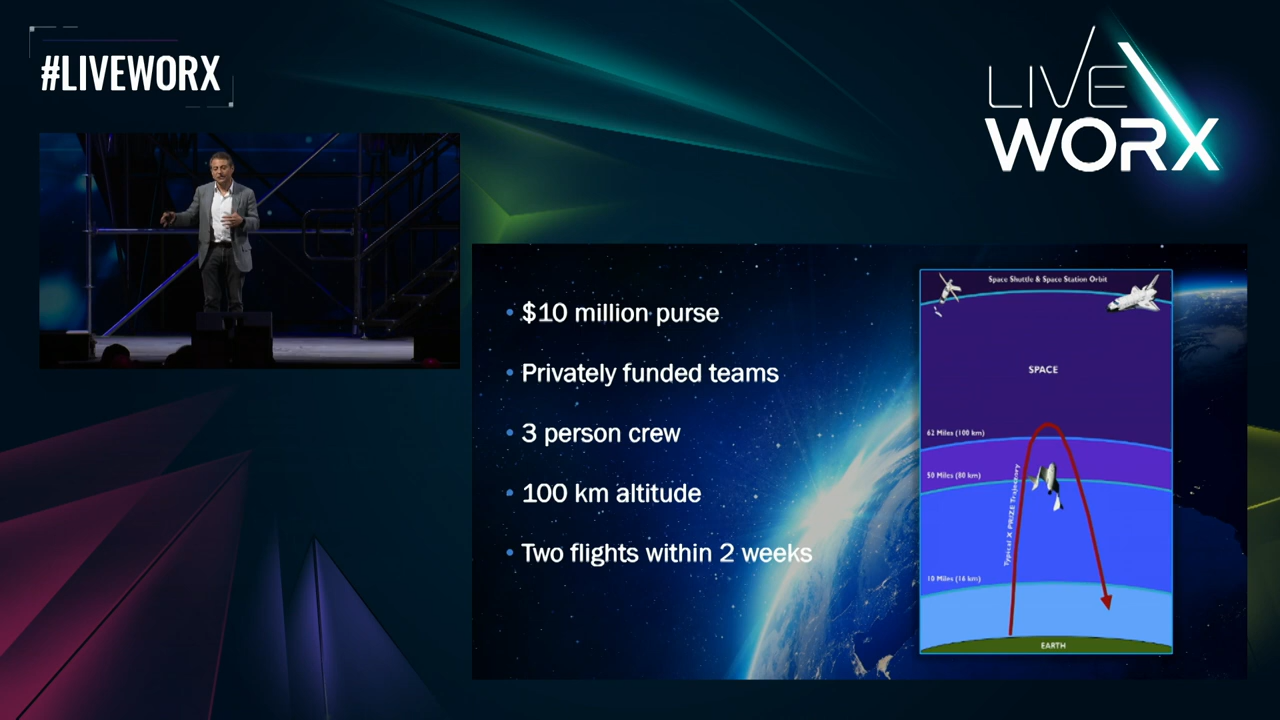 #LIVEWORX
LIVE
WORX
• $10 million purse
• Privately funded teams
• 3 person crew
• 100 km altitude
• Two flights within 2 weeks
Space Shuttle & Space Station Orbit
SPACE
62 Miles (100 km)
50 Miles (80 km)
Typical X PRIZE Trajectory
10 Miles (16 km)
EARTH